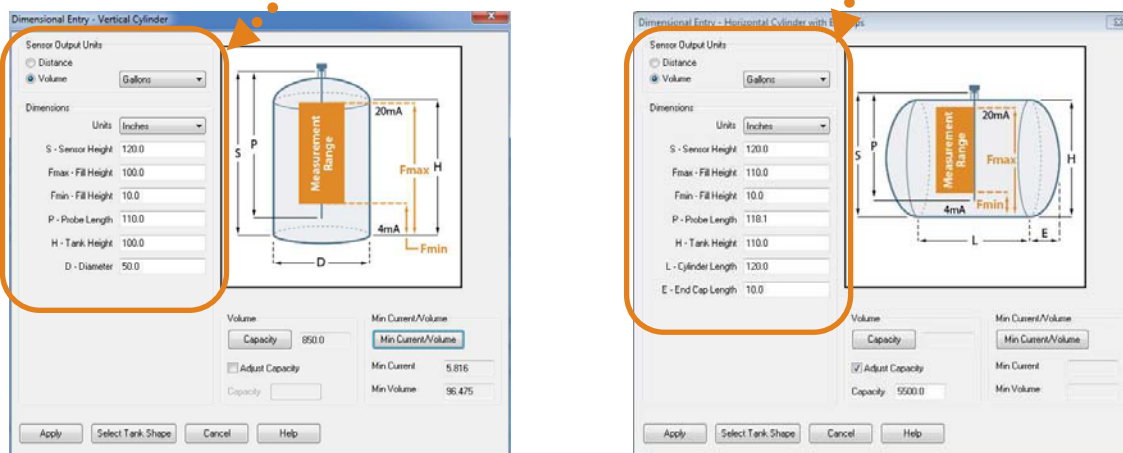 Dimensional Entry - Vertical Cylinder
Sensor Output Units
Distance
Volume
Gallons
Dimensions
Units Inches
S - Sensor Height 120.0
Fmax - Fill Height 100.0
Fmin - Fill Height 10.0
P - Probe Length 110.0
H - Tank Height 100.0
D - Diameter 50.0
S
P
Measurement
Range
20mA
Fmax
H
4mA
Fmin
D
Volume
Capacity 850.0
Adjust Capacity
Capacity
Min Current/Volume
Min Current/Volume
Min Current 5.816
Min Volume 96.475
Apply Select Tank Shape Cancel Help
Dimensional Entry - Horizontal Cylinder with
Sensor Output Units
Distance
Volume
Gallons
Dimensions
Units Inches
S - Sensor Height 120.0
Fmax - Fill Height 110.0
Fmin - Fill Height 10.0
P - Probe Length 118.1
H - Tank Height 110.0
L - Cylinder Length 120.0
E - End Cap Length 10.0
S
P
Measurement
Range
20mA
Fmax
H
4mA
Fmin
L
E
Volume
Capacity
Adjust Capacity
Capacity 5500.0
Min Current/Volume
Min Current/Volume
Min Current
Min Volume
Apply Select Tank Shape Cancel Help